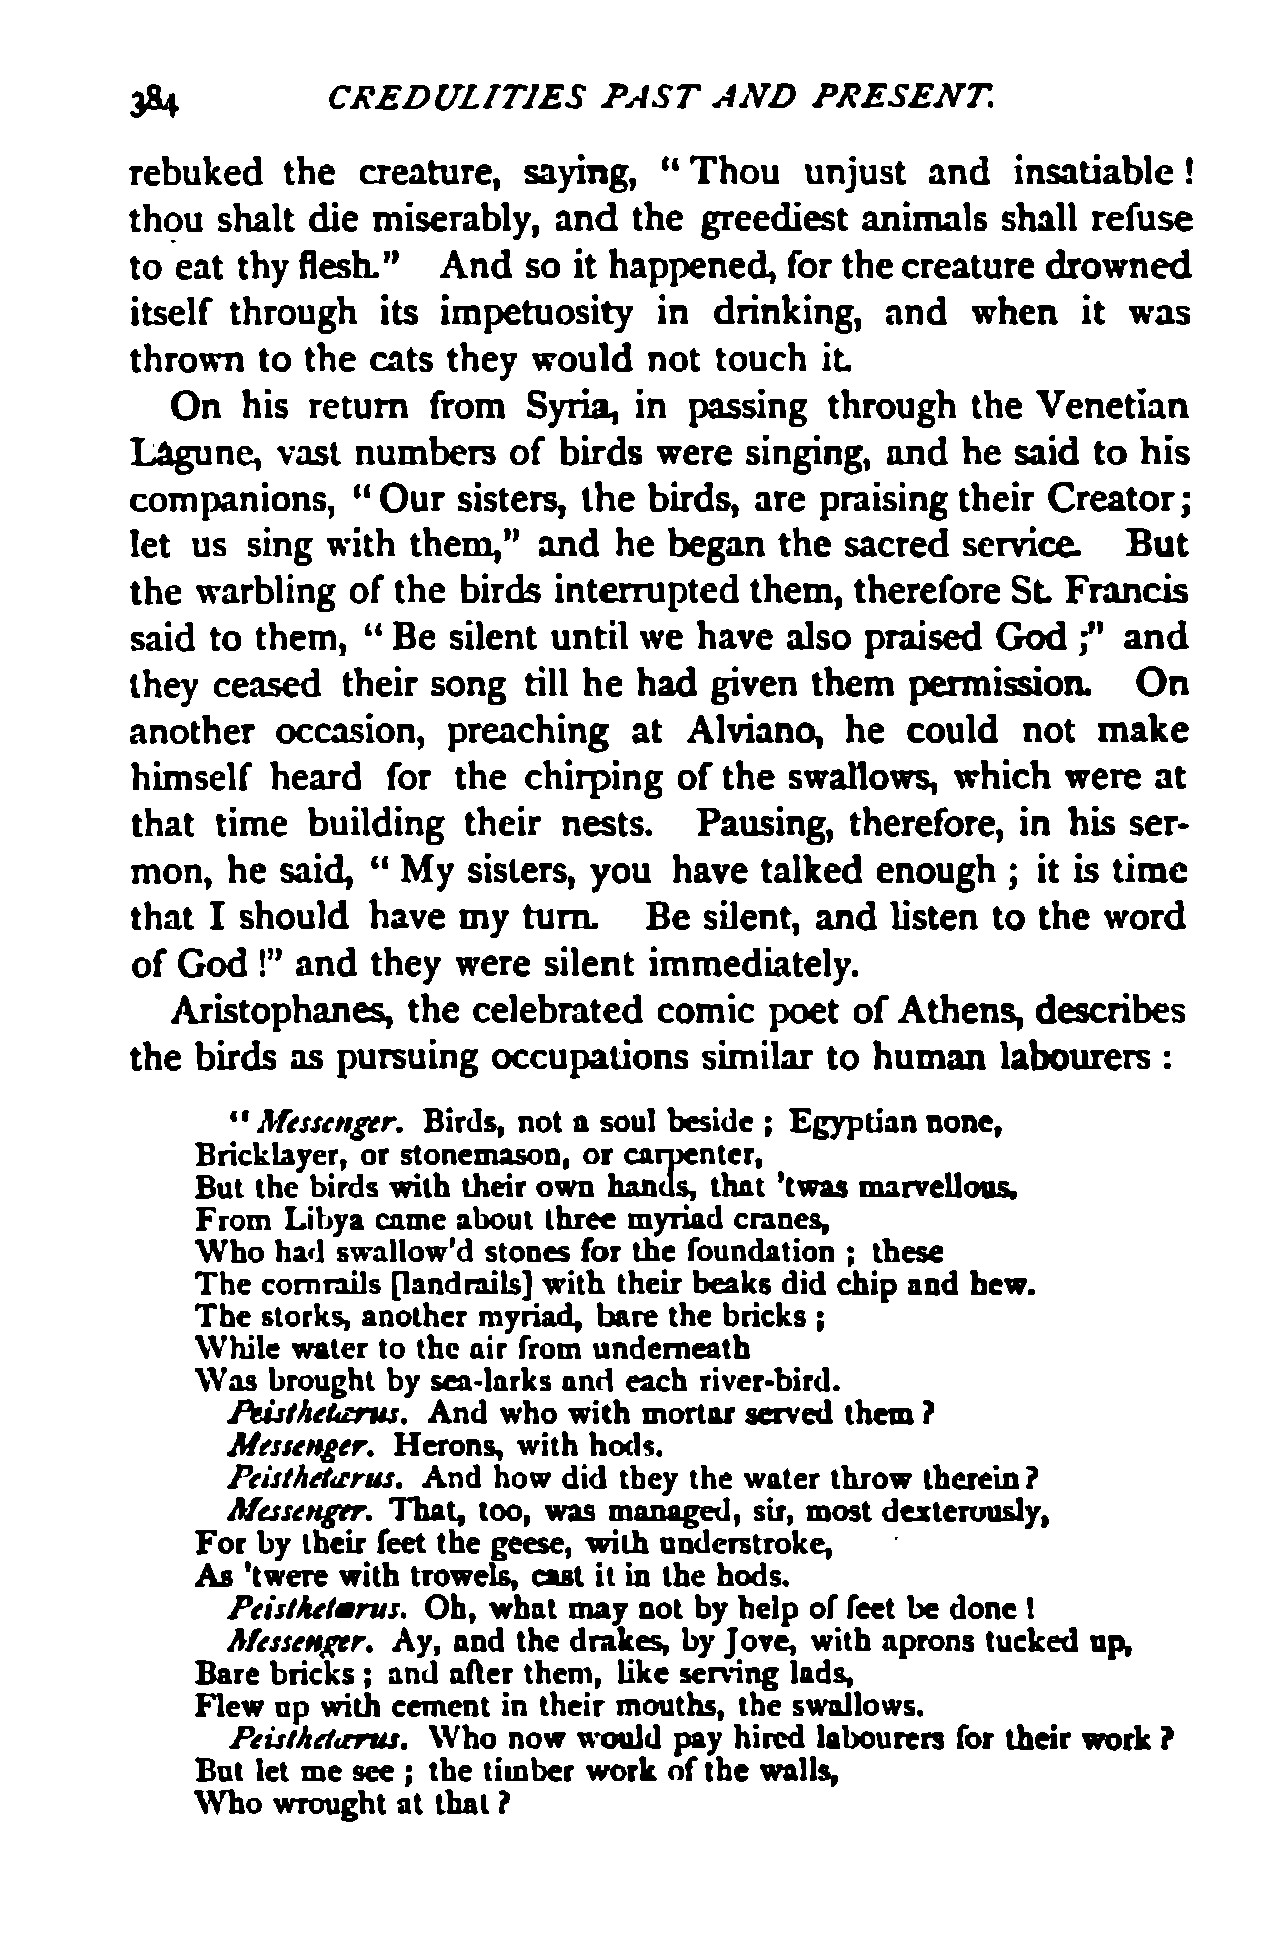 384 CREDULITIES PAST AND PRESENT.
rebuked the creature, saying, “Thou unjust and insatiable!
thou shalt die miserably, and the greediest animals shall refuse
to eat thy flesh.” And so it happened, for the creature drowned
itself through its impetuosity in drinking, and when it was
thrown to the cats they would not touch it.
On his return from Syria, in passing through the Venetian
Lagune, vast numbers of birds were singing, and he said to his
companions, “Our sisters, the birds, are praising their Creator;
let us sing with them,” and he began the sacred service. But
the warbling of the birds interrupted them, therefore St. Francis
said to them, “Be silent until we have also praised God;” and
they ceased their song till he had given them permission. On
another occasion, preaching at Alviano, he could not make
himself heard for the chirping of the swallows, which were at
that time building their nests. Pausing, therefore, in his ser-
mon, he said, “My sisters, you have talked enough; it is time
that I should have my turn. Be silent, and listen to the word
of God!” and they were silent immediately.
Aristophanes, the celebrated comic poet of Athens, describes
the birds as pursuing occupations similar to human labourers:
“Messenger. Birds, not a soul beside; Egyptian none,
Bricklayer, or stonemason, or carpenter,
But the birds with their own hands, that 'twas marvellous.
From Libya came about three myriad cranes,
Who had swallow'd stones for the foundation; these
The cornrails [landrails] with their beaks did chip and hew.
The storks, another myriad, bare the bricks;
While water to the air from underneath
Was brought by sea-larks and each river-bird.
Peisthetærus. And who with mortar served them?
Messenger. Herons, with hods.
Peisthetærus. And how did they the water throw therein?
Messenger. That, too, was managed, sir, most dexterously,
For by their feet the geese, with understroke,
As 'twere with trowels, cast it in the hods.
Peisthetærus. Oh, what may not by help of feet be done!
Messenger. Ay, and the drakes, by Jove, with aprons tucked up,
Bare bricks; and after them, like serving lads,
Flew up with cement in their mouths, the swallows.
Peisthetærus. Who now would pay hired labourers for their work?
But let me see; the timber work of the walls,
Who wrought at that?